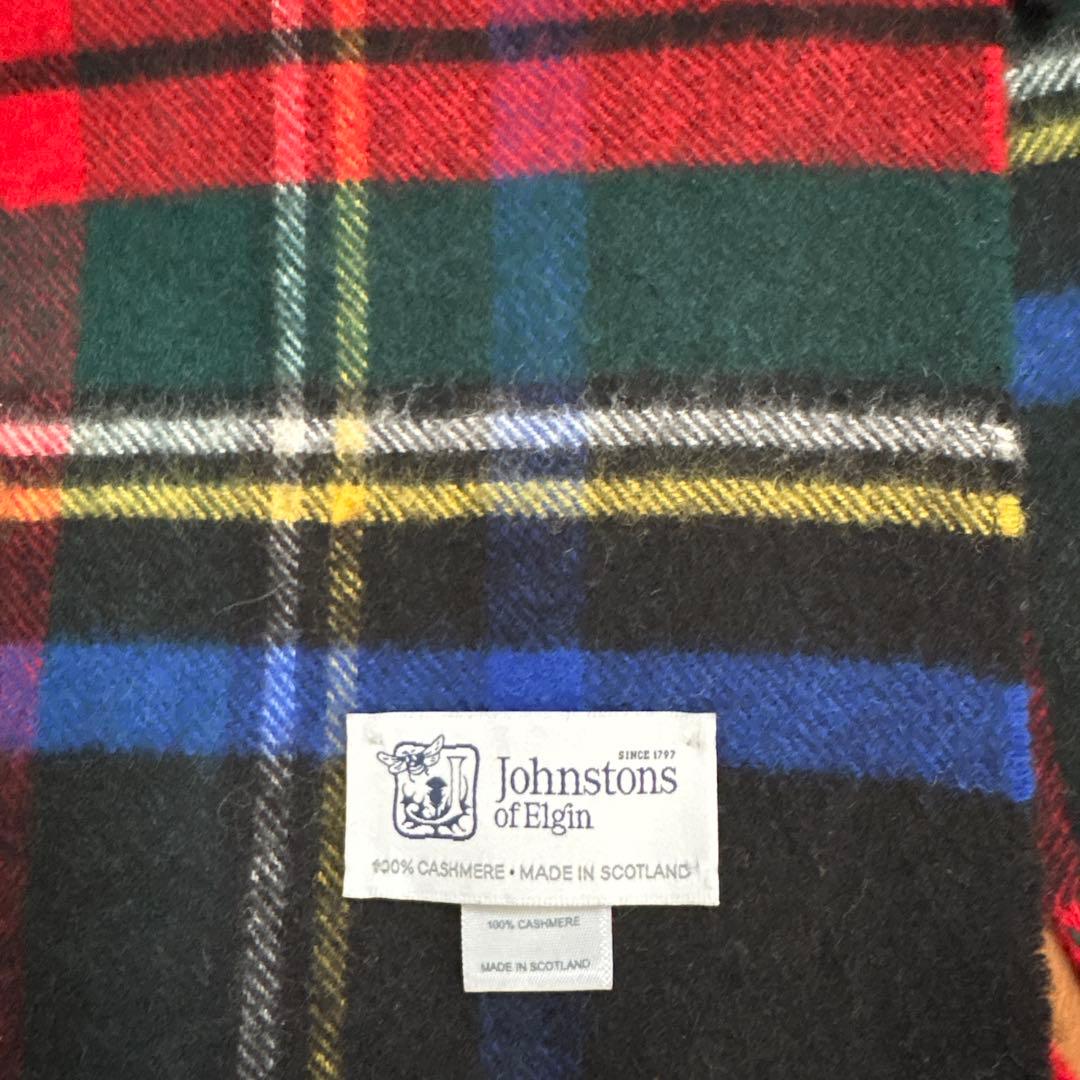 SINCE 1797
Johnstons
of Elgin
100% CASHMERE • MADE IN SCOTLAND
100% CASHMERE
MADE IN SCOTLAND